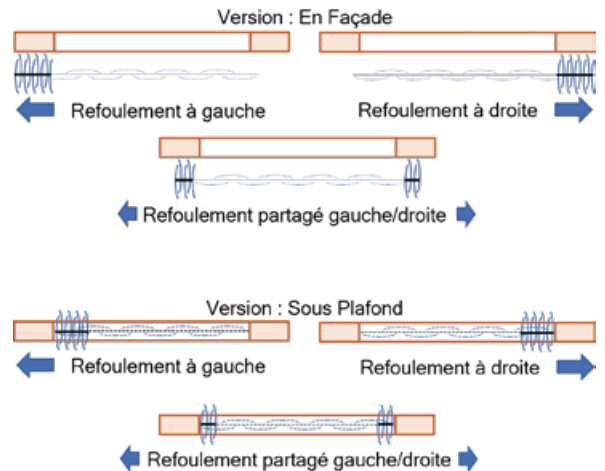 Version : En Façade
Refoulement à gauche
Refoulement à droite
Refoulement partagé gauche/droite
Version : Sous Plafond
Refoulement à gauche
Refoulement à droite
Refoulement partagé gauche/droite